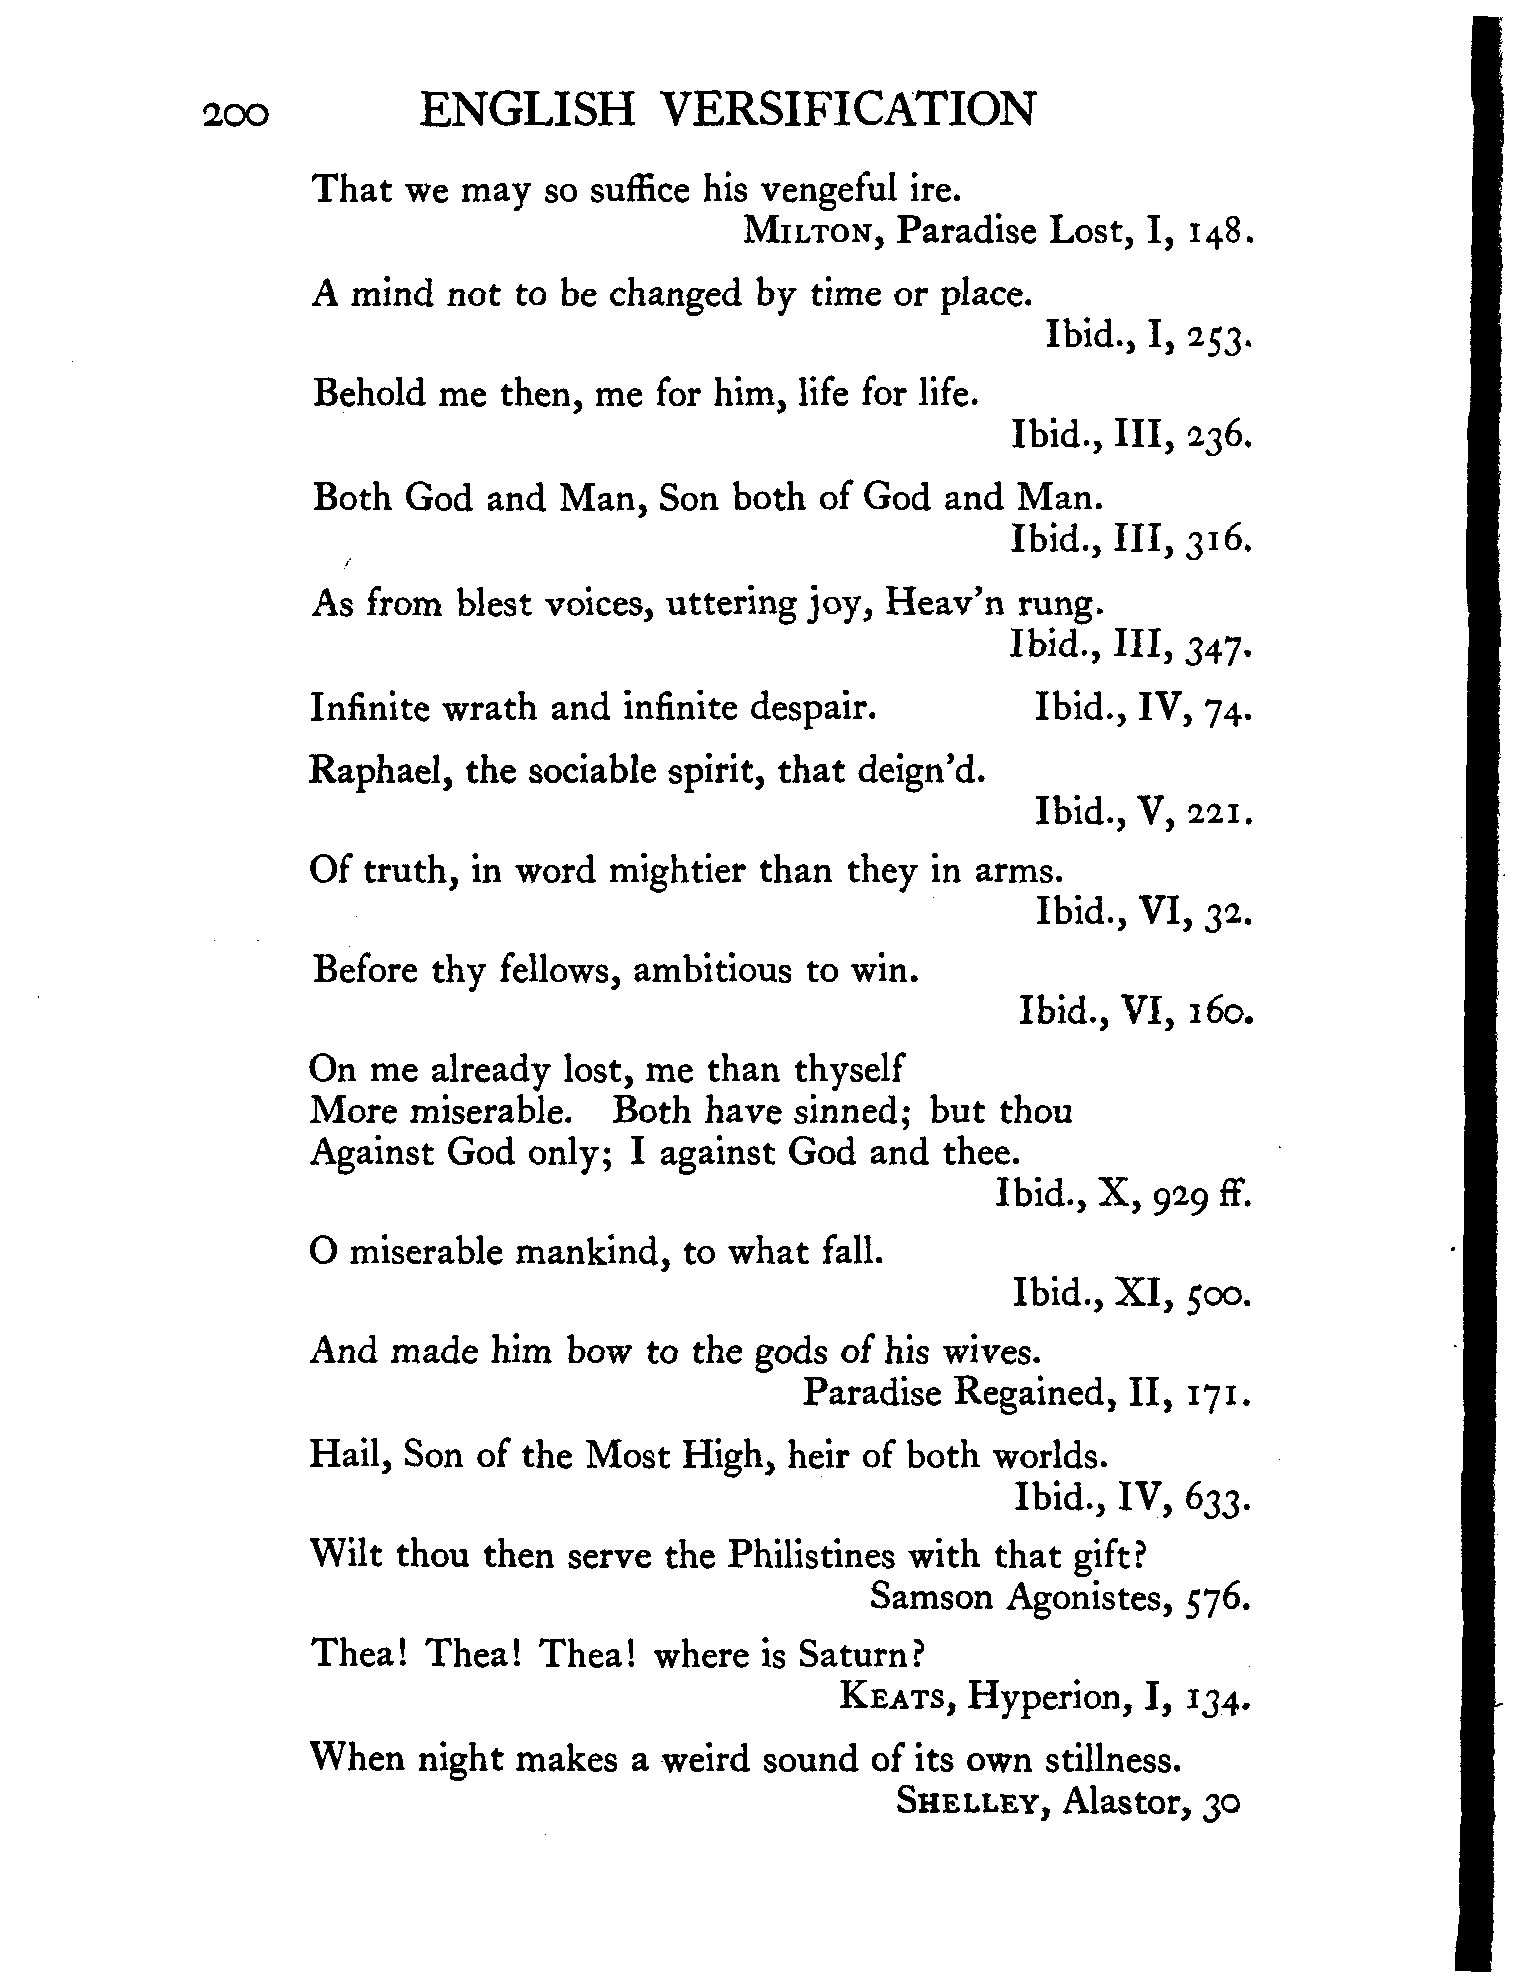 200 ENGLISH VERSIFICATION
That we may so suffice his vengeful ire.
MILTON, Paradise Lost, I, 148.
A mind not to be changed by time or place.
Ibid., I, 253.
Behold me then, me for him, life for life.
Ibid., III, 236.
Both God and Man, Son both of God and Man.
Ibid., III, 316.
As from blest voices, uttering joy, Heav'n rung.
Ibid., III, 347.
Infinite wrath and infinite despair. Ibid., IV, 74.
Raphael, the sociable spirit, that deign'd.
Ibid., V, 221.
Of truth, in word mightier than they in arms.
Ibid., VI, 32.
Before thy fellows, ambitious to win.
Ibid., VI, 160.
On me already lost, me than thyself
More miserable. Both have sinned; but thou
Against God only; I against God and thee.
Ibid., X, 929 ff.
O miserable mankind, to what fall.
Ibid., XI, 500.
And made him bow to the gods of his wives.
Paradise Regained, II, 171.
Hail, Son of the Most High, heir of both worlds.
Ibid., IV, 633.
Wilt thou then serve the Philistines with that gift?
Samson Agonistes, 576.
Thea! Thea! Thea! where is Saturn?
KEATS, Hyperion, I, 134.
When night makes a weird sound of its own stillness.
SHELLEY, Alastor, 30